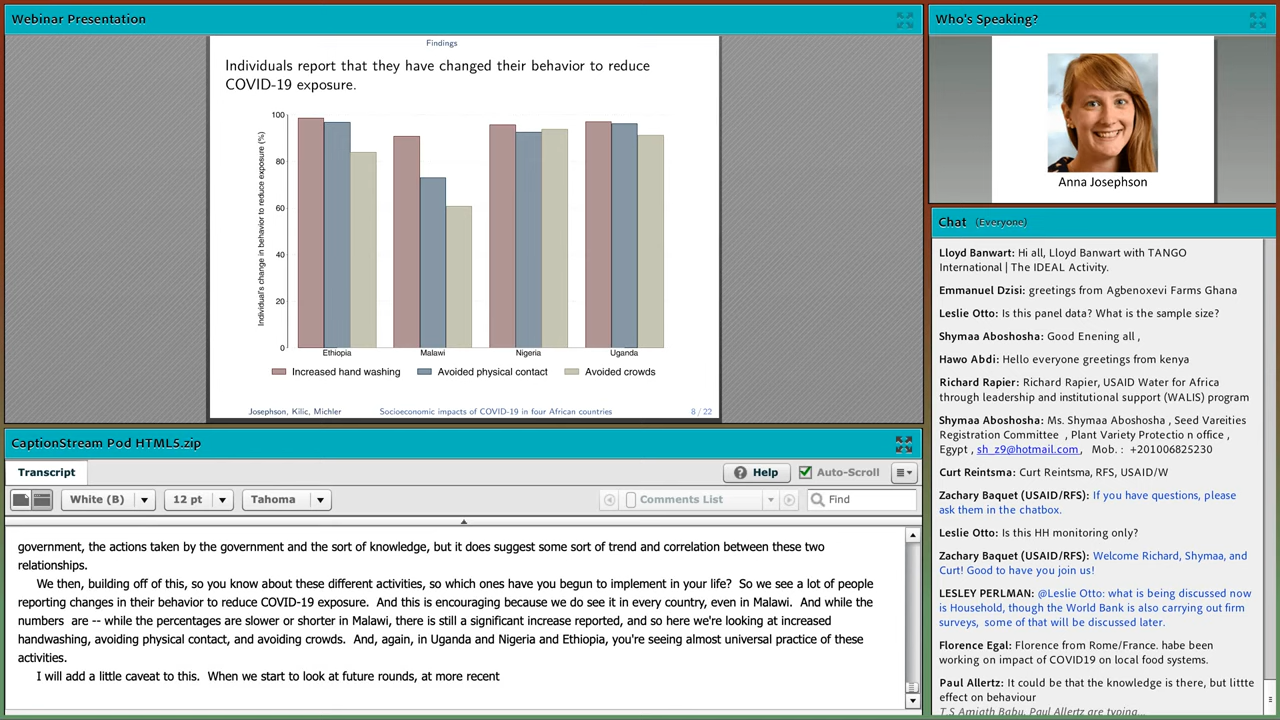 Webinar Presentation
Findings
Individuals report that they have changed their behavior to reduce
COVID-19 exposure.
Individual's change in behavior to reduce exposure (%)
100
80
60
40
20
0
Ethiopia
Malawi
Nigeria
Uganda
Increased hand washing
Avoided physical contact
Avoided crowds
Josephson, Kilic, Michler
Socioeconomic impacts of COVID-19 in four African countries
8 / 22
Who's Speaking?
Anna Josephson
Chat (Everyone)
Lloyd Banwart: Hi all, Lloyd Banwart with TANGO
International | The IDEAL Activity.
Emmanuel Dzisi: greetings from Agbenoxevi Farms Ghana
Leslie Otto: Is this panel data? What is the sample size?
Shymaa Aboshosha: Good Enening all ,
Hawo Abdi: Hello everyone greetings from kenya
Richard Rapier: Richard Rapier, USAID Water for Africa
through leadership and institutional support (WALIS) program
Shymaa Aboshosha: Ms. Shymaa Aboshosha , Seed Vareities
Registration Committee , Plant Variety Protectio n office ,
Egypt , sh_z9@hotmail.com , Mob. : +201006825230
Curt Reintsma: Curt Reintsma, RFS, USAID/W
Zachary Baquet (USAID/RFS): If you have questions, please
ask them in the chatbox.
Leslie Otto: Is this HH monitoring only?
Zachary Baquet (USAID/RFS): Welcome Richard, Shymaa, and
Curt! Good to have you join us!
LESLEY PERLMAN: @Leslie Otto: what is being discussed now
is Household, though the World Bank is also carrying out firm
surveys, some of that will be discussed later.
Florence Egal: Florence from Rome/France. habe been
working on impact of COVID19 on local food systems.
Paul Allertz: It could be that the knowledge is there, but littte
effect on behaviour
T.S Amjath Babu, Paul Allertz are typing...
CaptionStream Pod HTML5.zip
Transcript
Help
Auto-Scroll
White (B)
12 pt
Tahoma
Comments List
Find
government, the actions taken by the government and the sort of knowledge, but it does suggest some sort of trend and correlation between these two
relationships.
We then, building off of this, so you know about these different activities, so which ones have you begun to implement in your life? So we see a lot of people
reporting changes in their behavior to reduce COVID-19 exposure. And this is encouraging because we do see it in every country, even in Malawi. And while the
numbers are -- while the percentages are slower or shorter in Malawi, there is still a significant increase reported, and so here we're looking at increased
handwashing, avoiding physical contact, and avoiding crowds. And, again, in Uganda and Nigeria and Ethiopia, you're seeing almost universal practice of these
activities.
I will add a little caveat to this. When we start to look at future rounds, at more recent